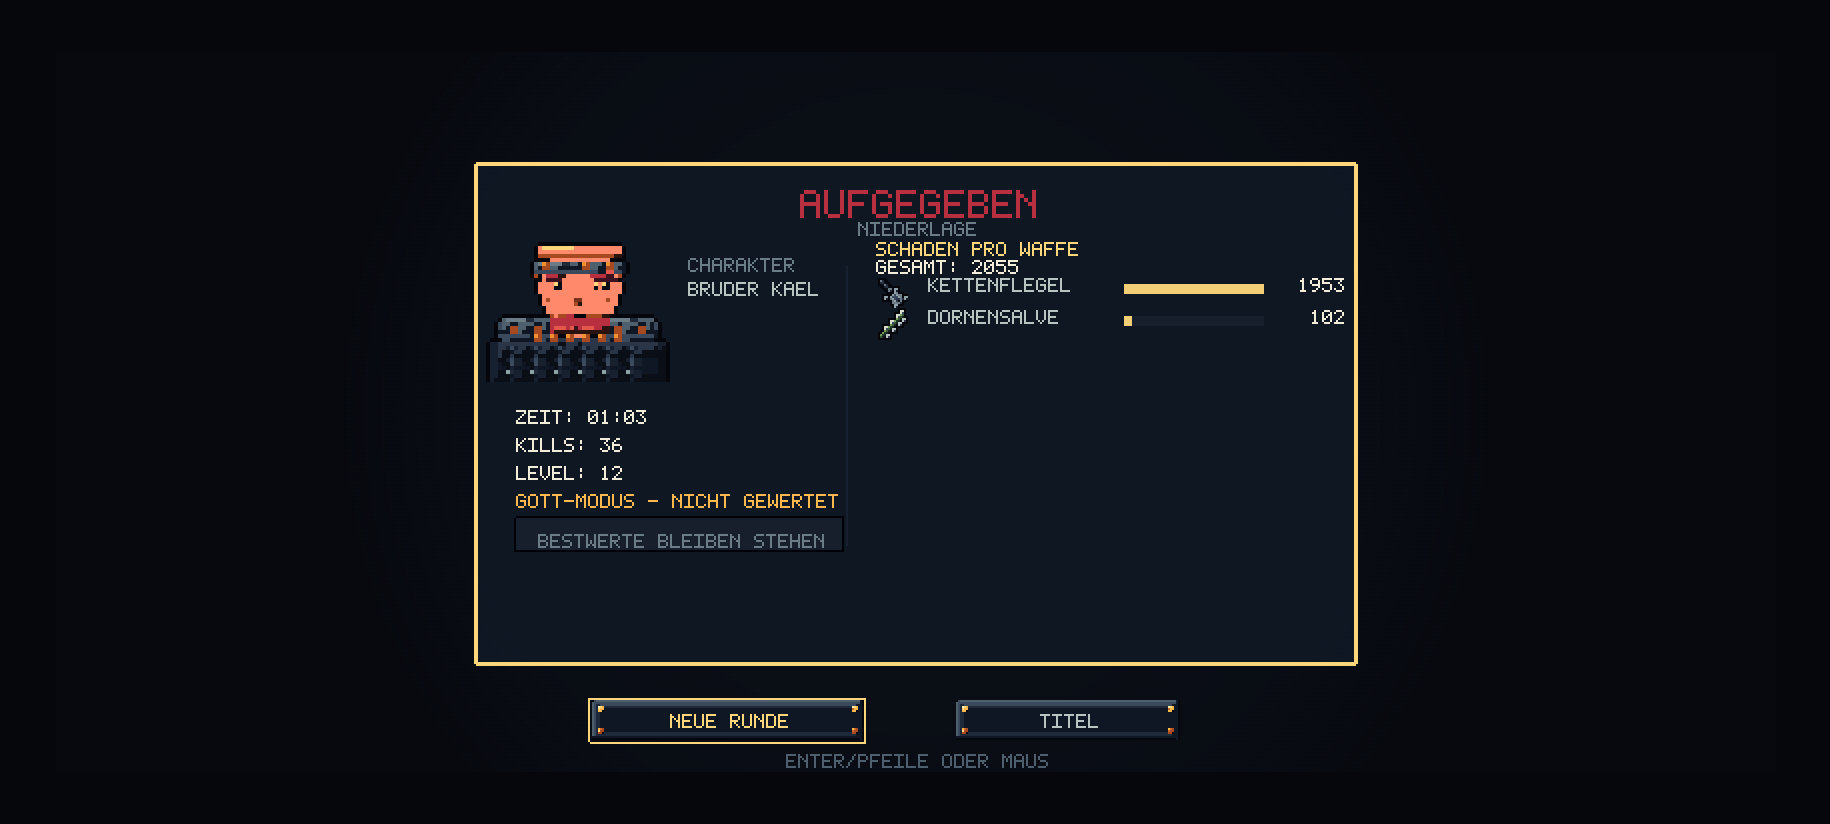 AUFGEGEBEN
NIEDERLAGE
CHARAKTER
BRUDER KAEL
ZEIT: 01:03
KILLS: 36
LEVEL: 12
GOTT-MODUS - NICHT GEWERTET
BESTWERTE BLEIBEN STEHEN
SCHADEN PRO WAFFE
GESAMT: 2055
KETTENFLEGEL 1953
DORNENSALVE 102
NEUE RUNDE
TITEL
ENTER/PFEILE ODER MAUS